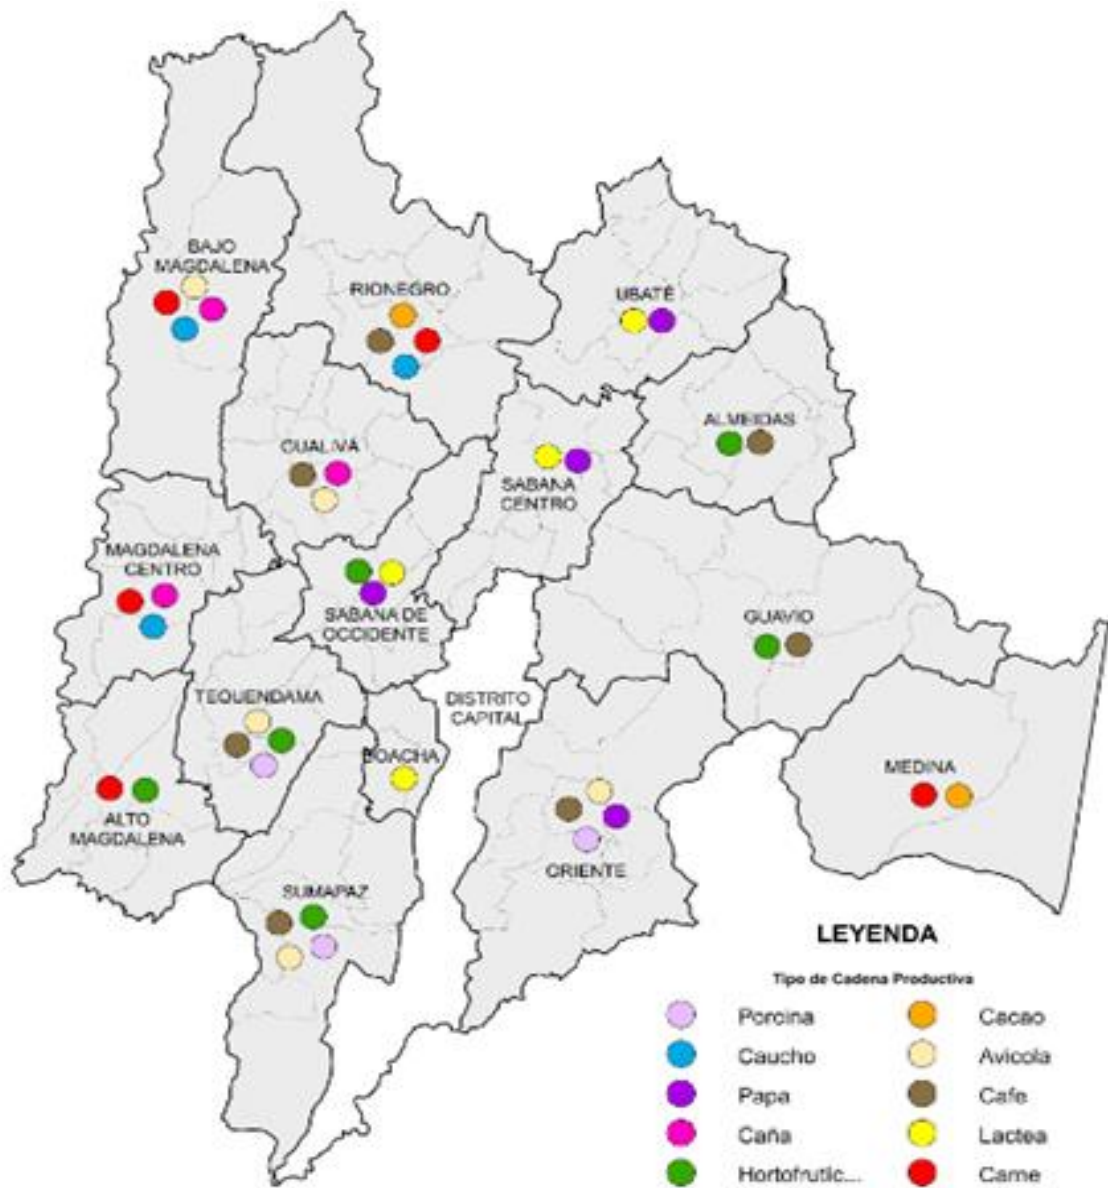 BAJO
MAGDALENA
RIONEGRO
UBATÉ
ALMEIDAS
GUALIVÁ
SABANA
CENTRO
MAGDALENA
CENTRO
SABANA DE
OCCIDENTE
GUAVIO
TEQUENDAMA
DISTRITO
CAPITAL
SOACHA
MEDINA
ALTO
MAGDALENA
ORIENTE
SUMAPAZ
LEYENDA
Tipo de Cadena Productiva
Porcina
Cacao
Caucho
Avicola
Papa
Cafe
Caña
Lactea
Hortofrutic...
Carne